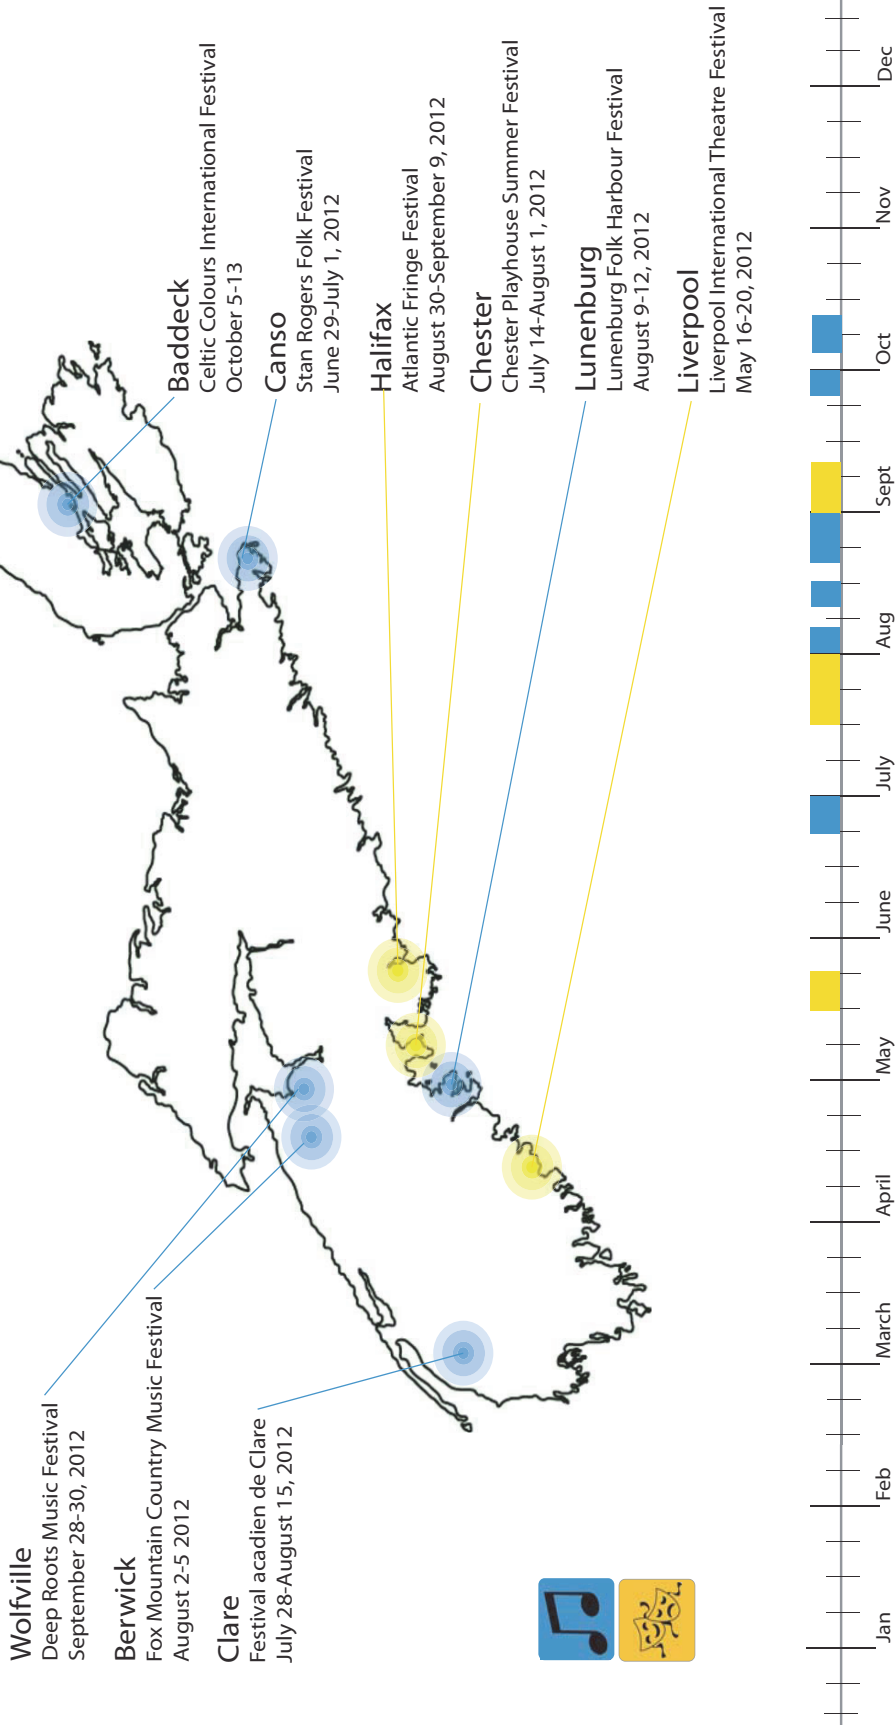 Wolfville
Deep Roots Music Festival
September 28-30, 2012
Berwick
Fox Mountain Country Music Festival
August 2-5 2012
Clare
Festival acadien de Clare
July 28-August 15, 2012
Baddeck
Celtic Colours International Festival
October 5-13
Canso
Stan Rogers Folk Festival
June 29-July 1, 2012
Halifax
Atlantic Fringe Festival
August 30-September 9, 2012
Chester
Chester Playhouse Summer Festival
July 14-August 1, 2012
Lunenburg
Lunenburg Folk Harbour Festival
August 9-12, 2012
Liverpool
Liverpool International Theatre Festival
May 16-20, 2012
Jan Feb March April May June July Aug Sept Oct Nov Dec